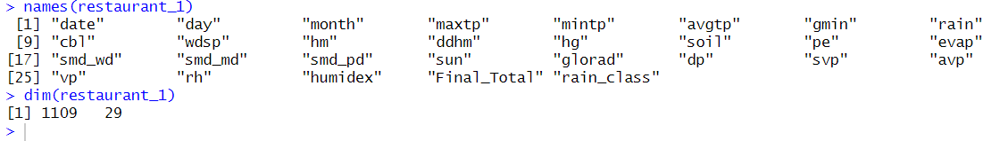 > names(restaurant_1)
 [1] "date"        "day"         "month"       "maxtp"       "mintp"       "avgtp"       "gmin"        "rain"
 [9] "cbl"         "wdsp"        "hm"          "ddhm"        "hg"          "soil"        "pe"          "evap"
[17] "smd_wd"      "smd_md"      "smd_pd"      "sun"         "glorad"      "dp"          "svp"         "avp"
[25] "vp"          "rh"          "humidex"     "Final_Total" "rain_class"
> dim(restaurant_1)
[1] 1109   29
>